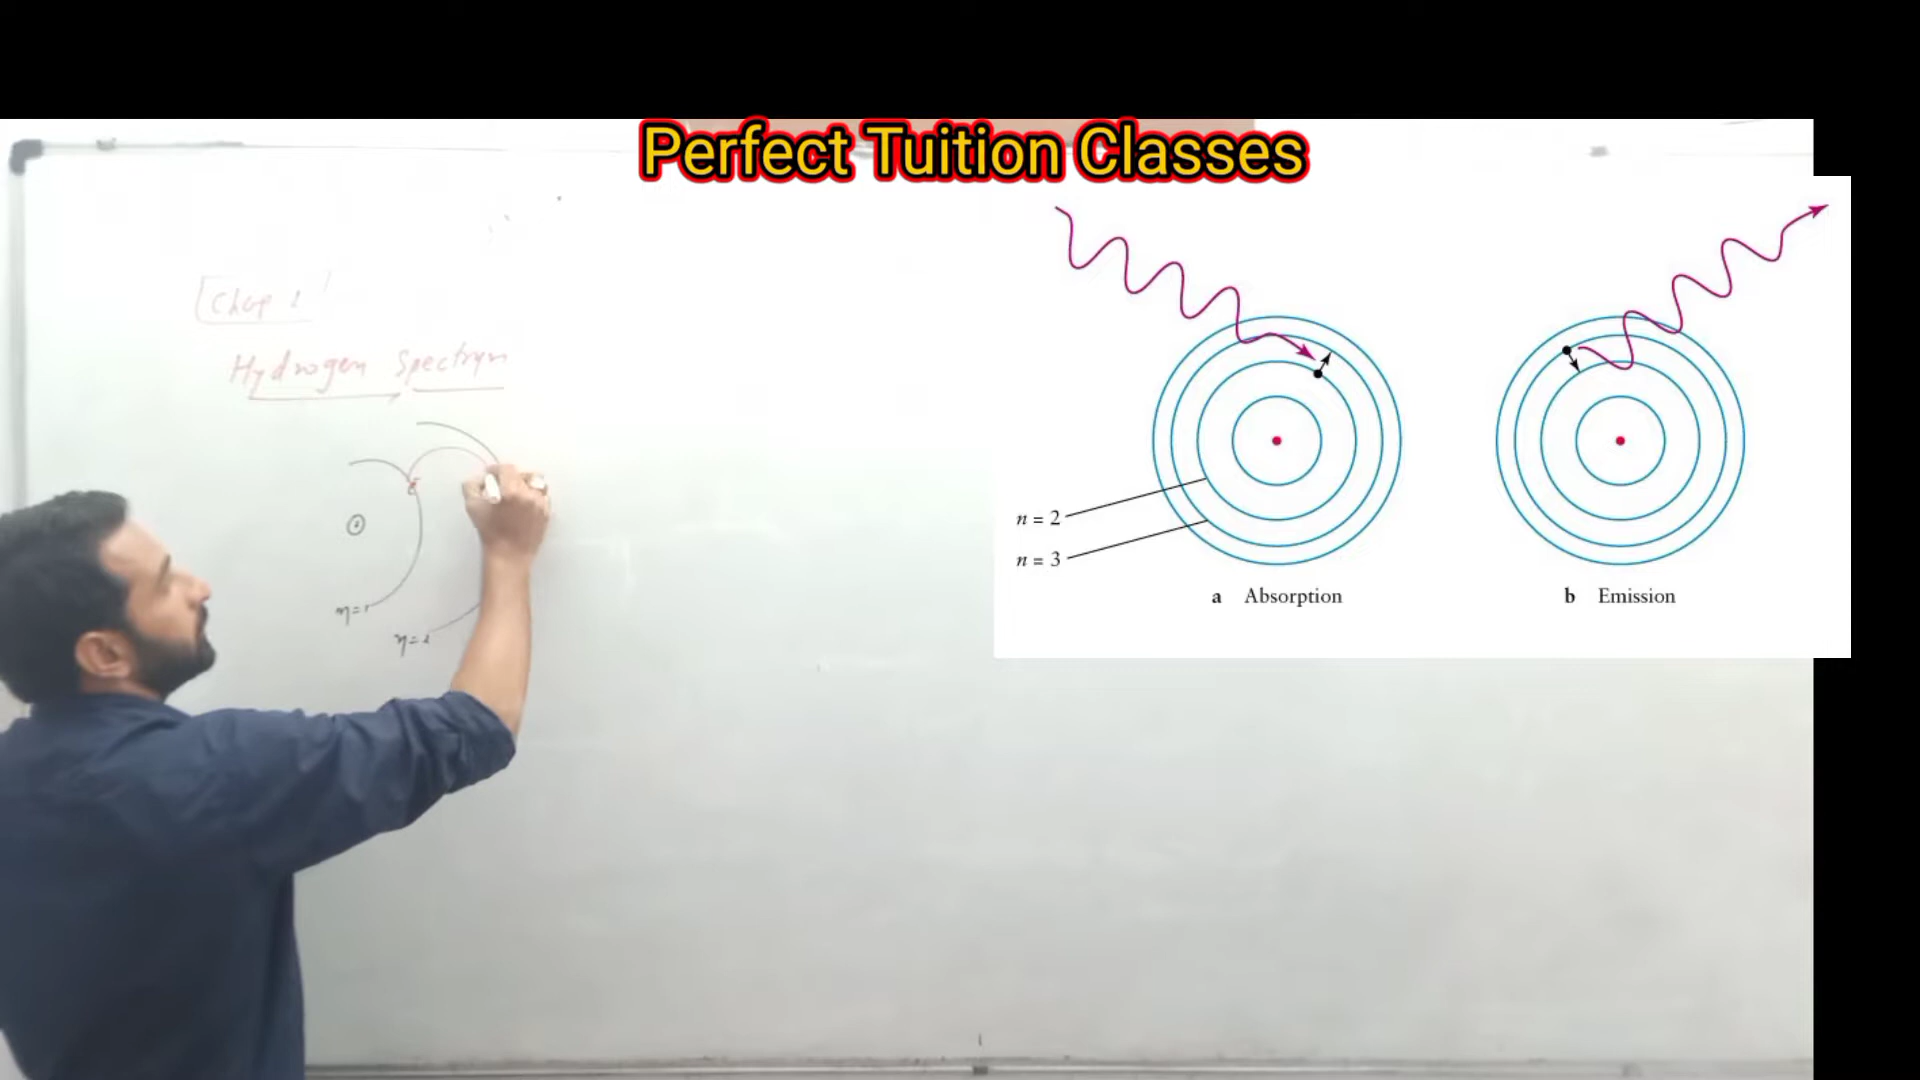 Perfect Tuition Classes
Chap 1
Hydrogen Spectrum
n=1
n=2
n = 2
n = 3
a Absorption
b Emission